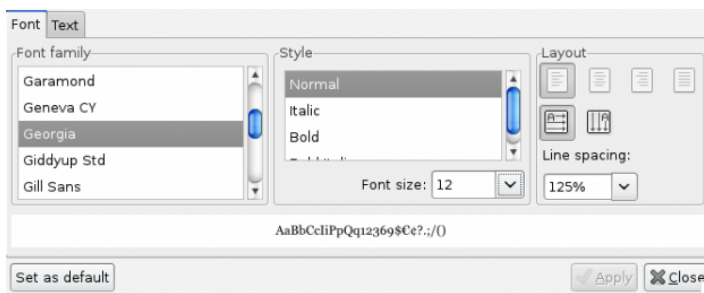 Font Text
Font family
Garamond
Geneva CY
Georgia
Giddyup Std
Gill Sans
Style
Normal
Italic
Bold
Font size: 12
Layout
Line spacing:
125%
AaBbCcIiPpQq12369$€¢?.;/()
Set as default
Apply
Close